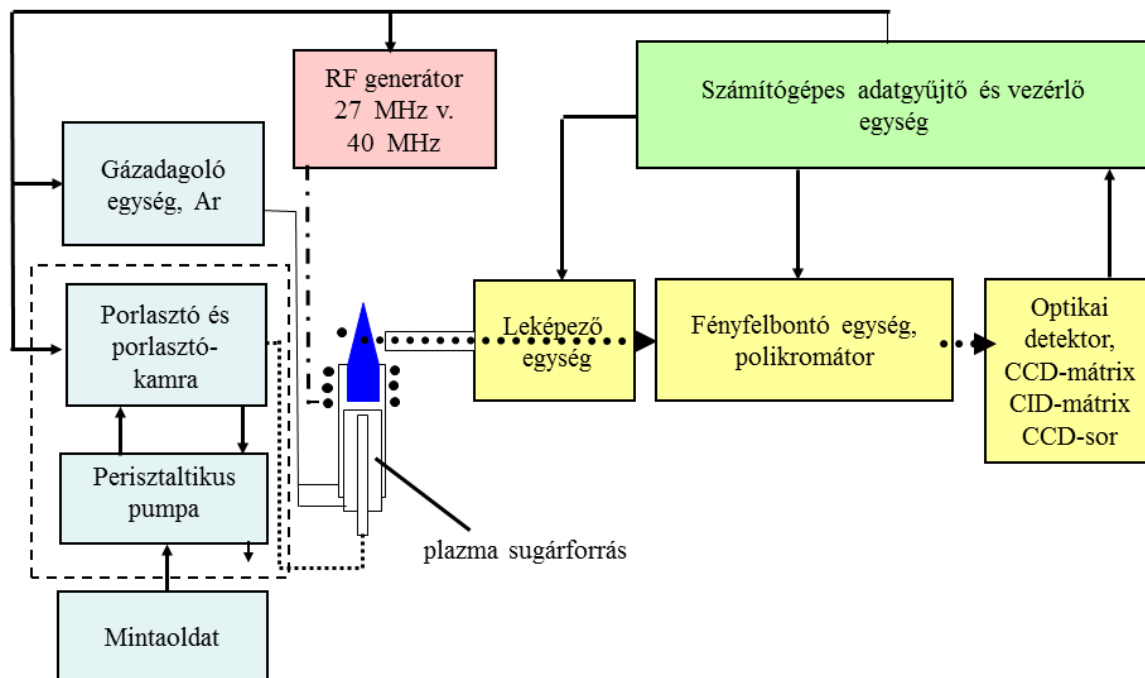 RF generátor
27 MHz v.
40 MHz
Számítógépes adatgyűjtő és vezérlő
egység
Gázadagoló
egység, Ar
Porlasztó és
porlasztó-
kamra
Leképező
egység
Fényfelbontó egység,
polikromátor
Optikai
detektor,
CCD-mátrix
CID-mátrix
CCD-sor
Perisztaltikus
pumpa
plazma sugárforrás
Mintaoldat